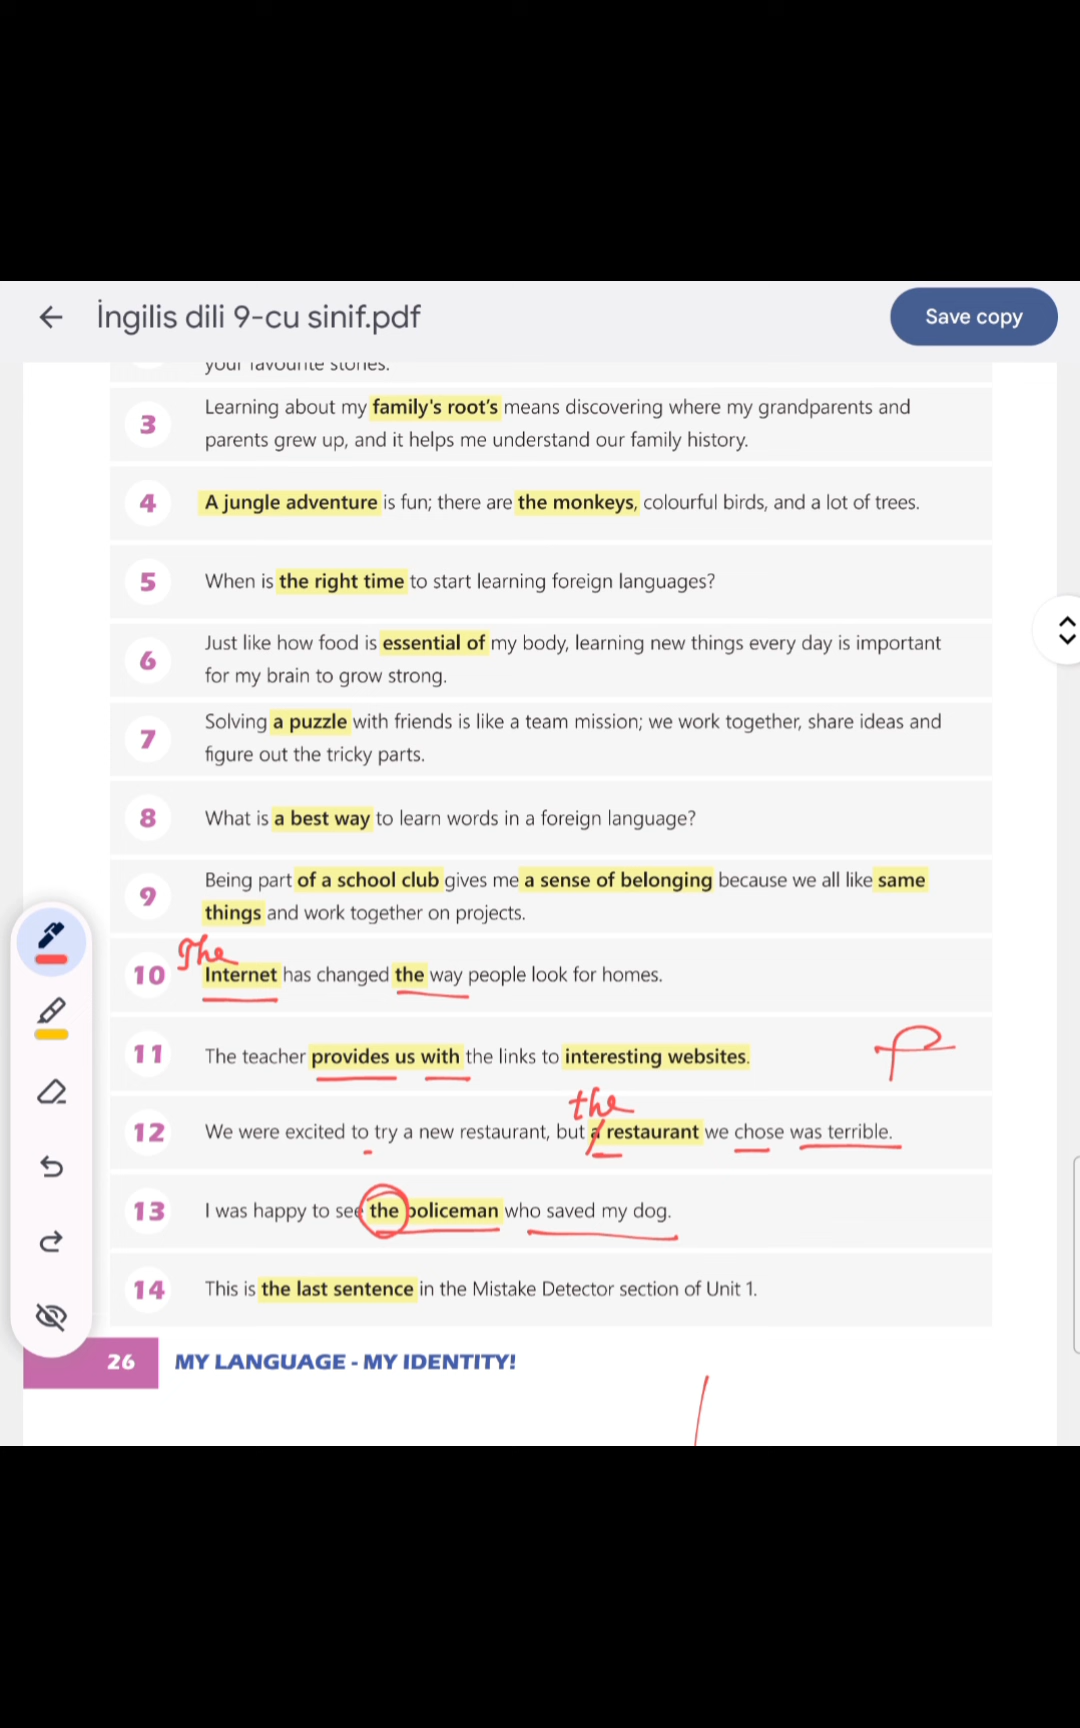 İngilis dili 9-cu sinif.pdf
Save copy
your favourite stories.
3
Learning about my family's root's means discovering where my grandparents and
parents grew up, and it helps me understand our family history.
4
A jungle adventure is fun; there are the monkeys, colourful birds, and a lot of trees.
5
When is the right time to start learning foreign languages?
6
Just like how food is essential of my body, learning new things every day is important
for my brain to grow strong.
7
Solving a puzzle with friends is like a team mission; we work together, share ideas and
figure out the tricky parts.
8
What is a best way to learn words in a foreign language?
9
Being part of a school club gives me a sense of belonging because we all like same
things and work together on projects.
The
10
Internet has changed the way people look for homes.
11
The teacher provides us with the links to interesting websites.
the
12
We were excited to try a new restaurant, but a restaurant we chose was terrible.
13
I was happy to see the policeman who saved my dog.
14
This is the last sentence in the Mistake Detector section of Unit 1.
26
MY LANGUAGE - MY IDENTITY!